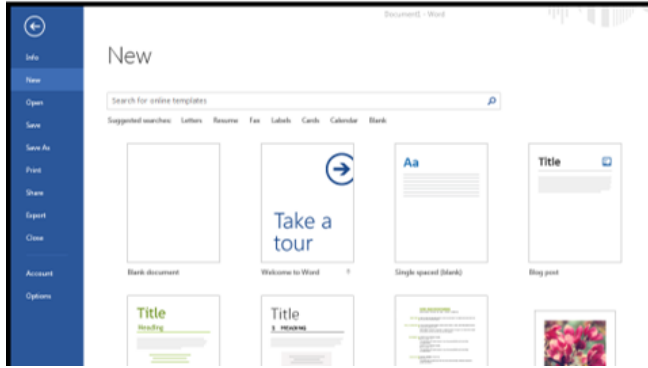 Document1 - Word
Info
New
Open
Save
Save As
Print
Share
Export
Close
Account
Options
New
Search for online templates
Suggested searches: Letters Resume Fax Labels Cards Calendar Blank
Aa
Title
Take a
tour
Blank document
Welcome to Word
Single spaced (blank)
Blog post
Title
Heading
Title
1 HEADING